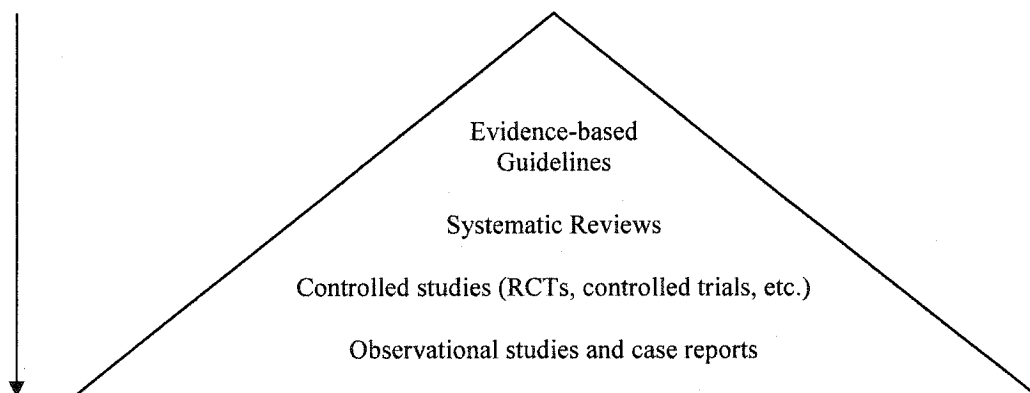 Evidence-based
Guidelines
Systematic Reviews
Controlled studies (RCTs, controlled trials, etc.)
Observational studies and case reports